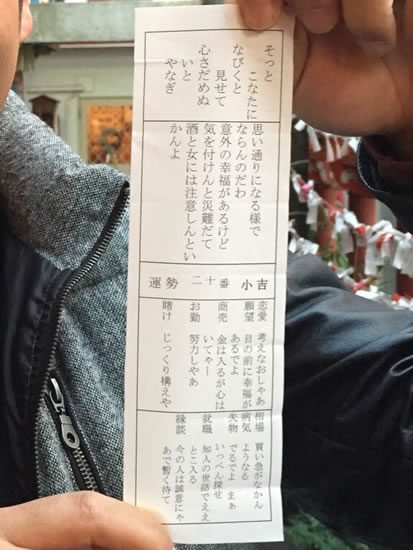 そっと
こなたに
なびくと
見せて
心さだめぬ
いと
やなぎ
思い通りになる様で
ならんのだわ
意外の幸福があるけど
気を付けんと災難だて
酒と女には注意しんとい
かんよ
運勢 二十番 小吉
恋愛 考えなおしゃあ
願望 目の前に幸福が
あるでよ
商売 金は入るが心は
いてゃー
お勤 努力しやあ
賭け じっくり構えや
相場 買い急がなかん
病気 ようなる
失物 でるでよ まぁ
いっぺん探せ
就職 知人の世話でええ
とこ入る
縁談 今の人は誠意にや
あで暫く待て